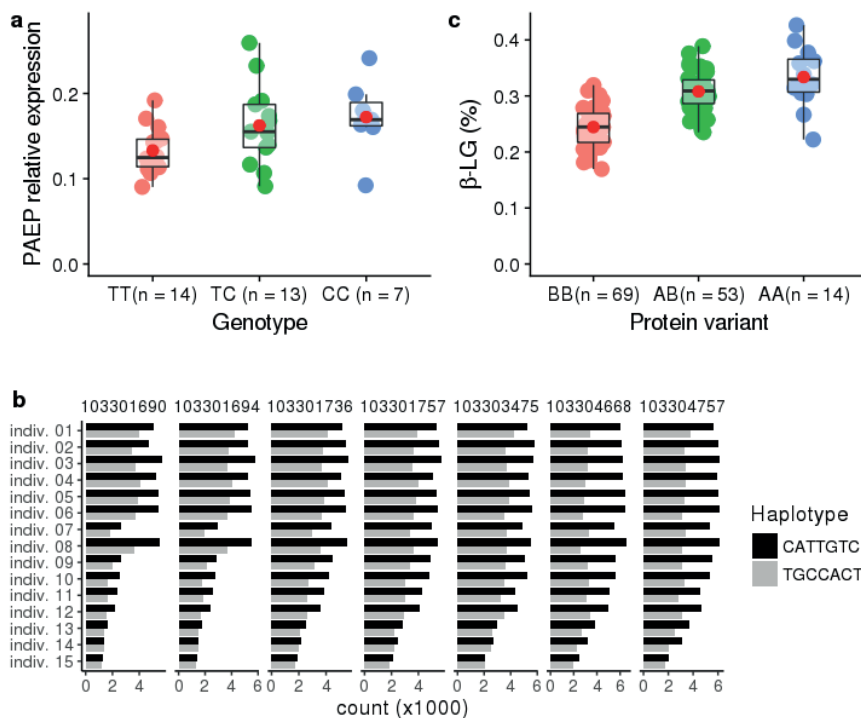 a
PAEP relative expression
0.2
0.1
0.0
TT(n = 14) TC (n = 13) CC (n = 7)
Genotype
c
β-LG (%)
0.4
0.3
0.2
0.1
BB(n = 69) AB(n = 53) AA(n = 14)
Protein variant
b
103301690 103301694 103301736 103301757 103303475 103304668 103304757
indiv. 01
indiv. 02
indiv. 03
indiv. 04
indiv. 05
indiv. 06
indiv. 07
indiv. 08
indiv. 09
indiv. 10
indiv. 11
indiv. 12
indiv. 13
indiv. 14
indiv. 15
0 2 4 0 2 4 6 0 2 4 0 2 4 0 2 4 6 0 2 4 6 0 2 4 6
count (x1000)
Haplotype
CATTGTC
TGCCACT